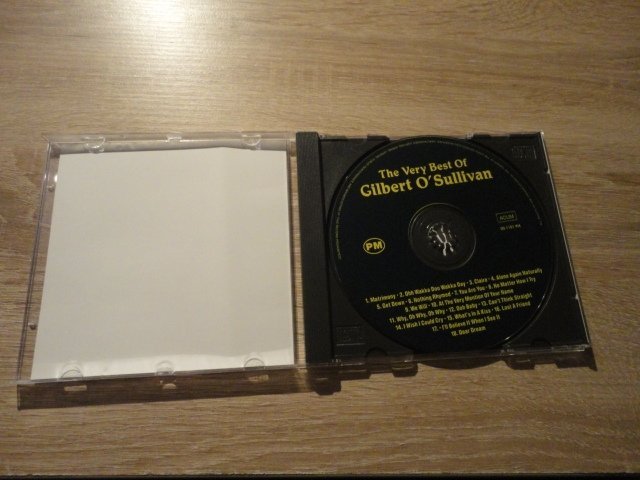 The Very Best Of
Gilbert O'Sullivan
PM
ACUM
1. Matrimony · 2. Ohh Wakka Doo Wakka Day · 3. Claire · 4. Alone Again Naturally
5. Get Down · 6. Nothing Rhymed · 7. You Are You · 8. No Matter How I Try
9. We Will · 10. At The Very Mention Of Your Name
11. Why, Oh Why, Oh Why · 12. Ooh Baby · 13. Can't Think Straight
14. I Wish I Could Cry · 15. What's in A Kiss · 16. Lost A Friend
17. · I'll Believe It When I See It
18. Dear Dream